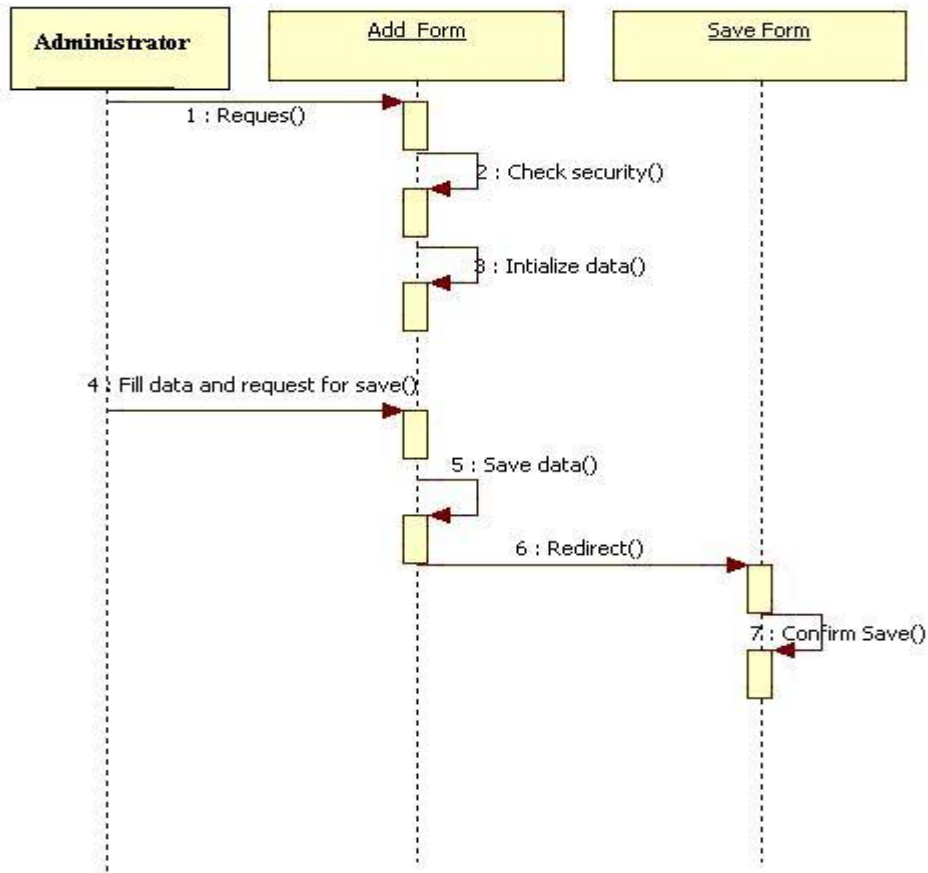 Administrator
Add Form
Save Form
1 : Reques()
2 : Check security()
3 : Intialize data()
4 : Fill data and request for save()
5 : Save data()
6 : Redirect()
7 : Confirm Save()